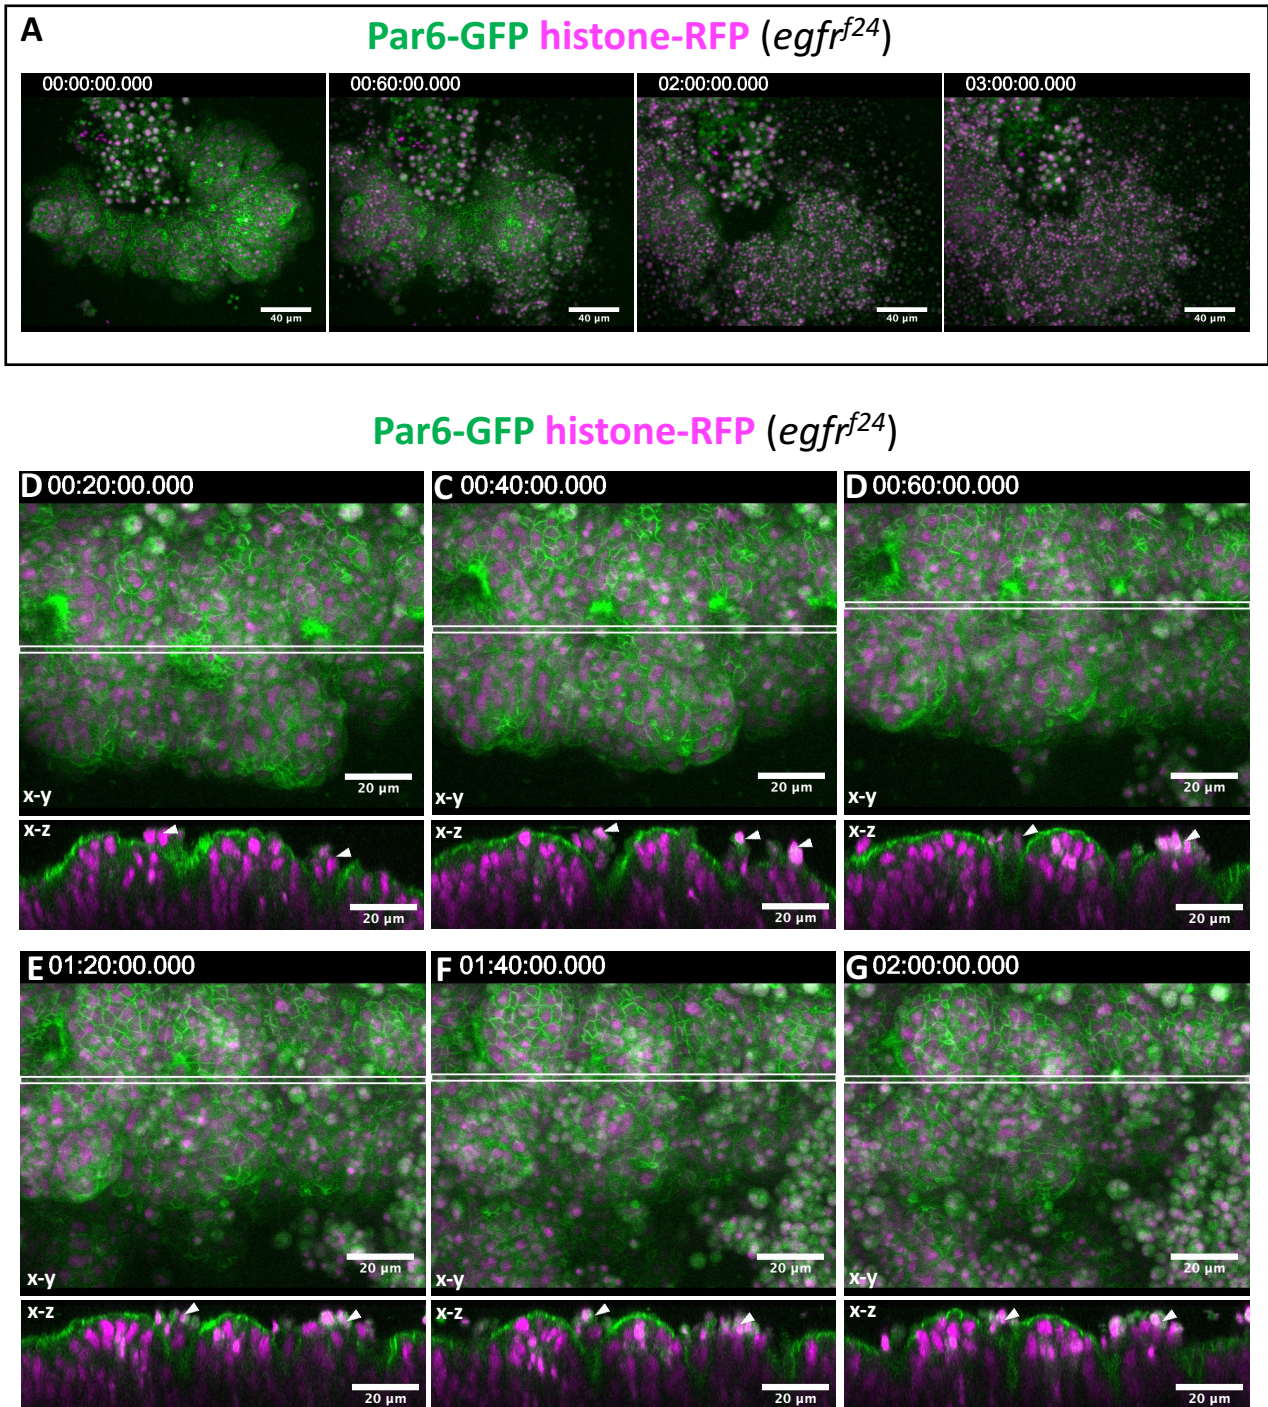 A
Par6-GFP histone-RFP (egfr^f24)
00:00:00.000 00:60:00.000 02:00:00.000 03:00:00.000
40 µm 40 µm 40 µm 40 µm
Par6-GFP histone-RFP (egfr^f24)
D 00:20:00.000 C 00:40:00.000 D 00:60:00.000
20 µm 20 µm 20 µm
x-y x-y x-y
x-z x-z x-z
20 µm 20 µm 20 µm
E 01:20:00.000 F 01:40:00.000 G 02:00:00.000
20 µm 20 µm 20 µm
x-y x-y x-y
x-z x-z x-z
20 µm 20 µm 20 µm